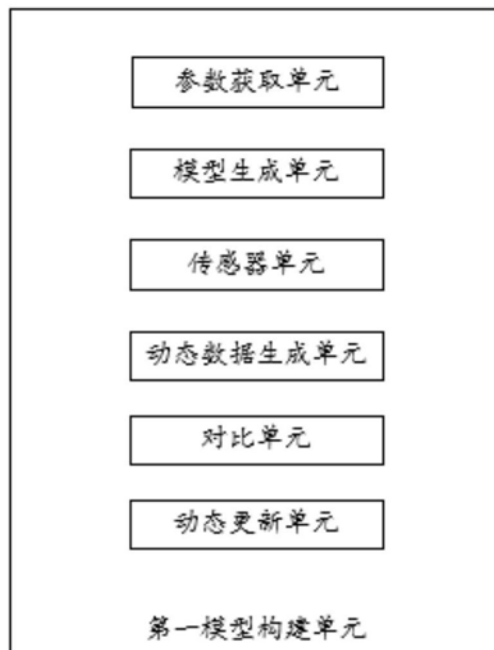 参数获取单元
模型生成单元
传感器单元
动态数据生成单元
对比单元
动态更新单元
第一模型构建单元